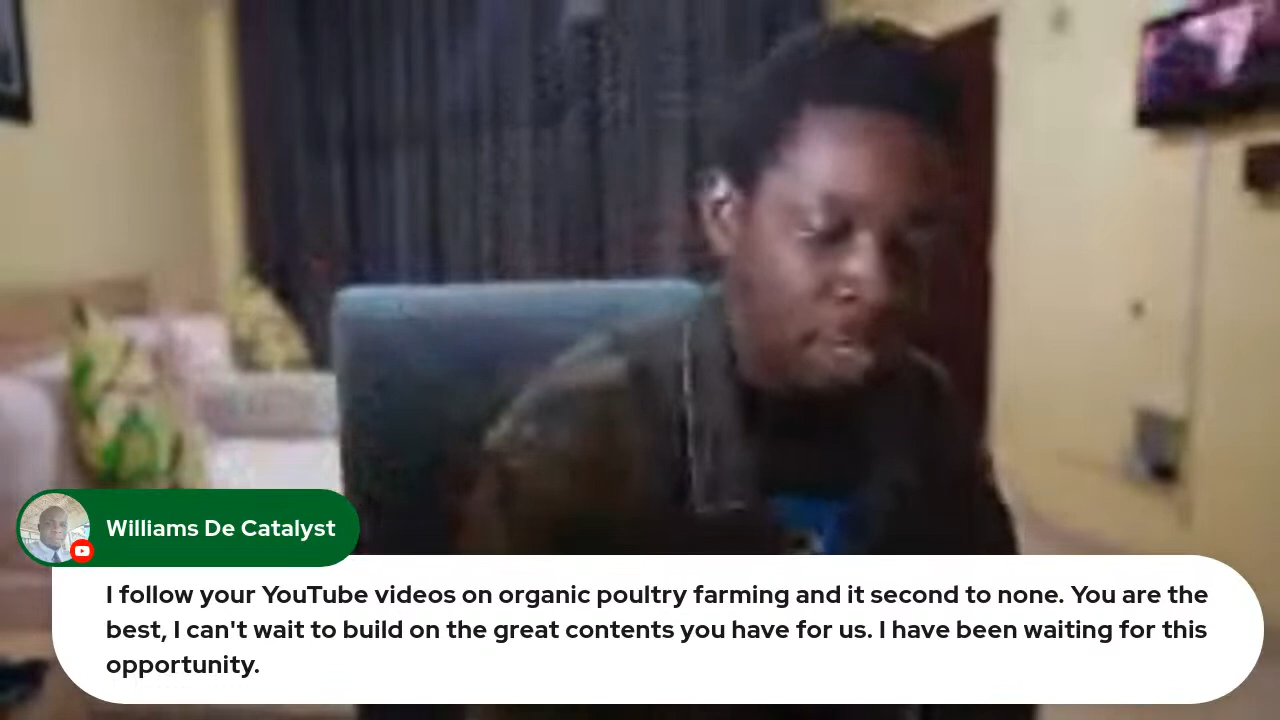 Williams De Catalyst
I follow your YouTube videos on organic poultry farming and it second to none. You are the
best, I can't wait to build on the great contents you have for us. I have been waiting for this
opportunity.